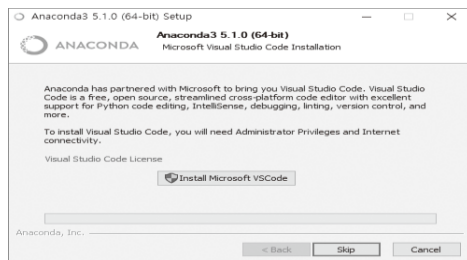 Anaconda3 5.1.0 (64-bit) Setup
ANACONDA
Anaconda3 5.1.0 (64-bit)
Microsoft Visual Studio Code Installation
Anaconda has partnered with Microsoft to bring you Visual Studio Code. Visual Studio
Code is a free, open source, streamlined cross-platform code editor with excellent
support for Python code editing, IntelliSense, debugging, linting, version control, and
more.
To install Visual Studio Code, you will need Administrator Privileges and Internet
connectivity.
Visual Studio Code License
Install Microsoft VSCode
Anaconda, Inc.
< Back
Skip
Cancel